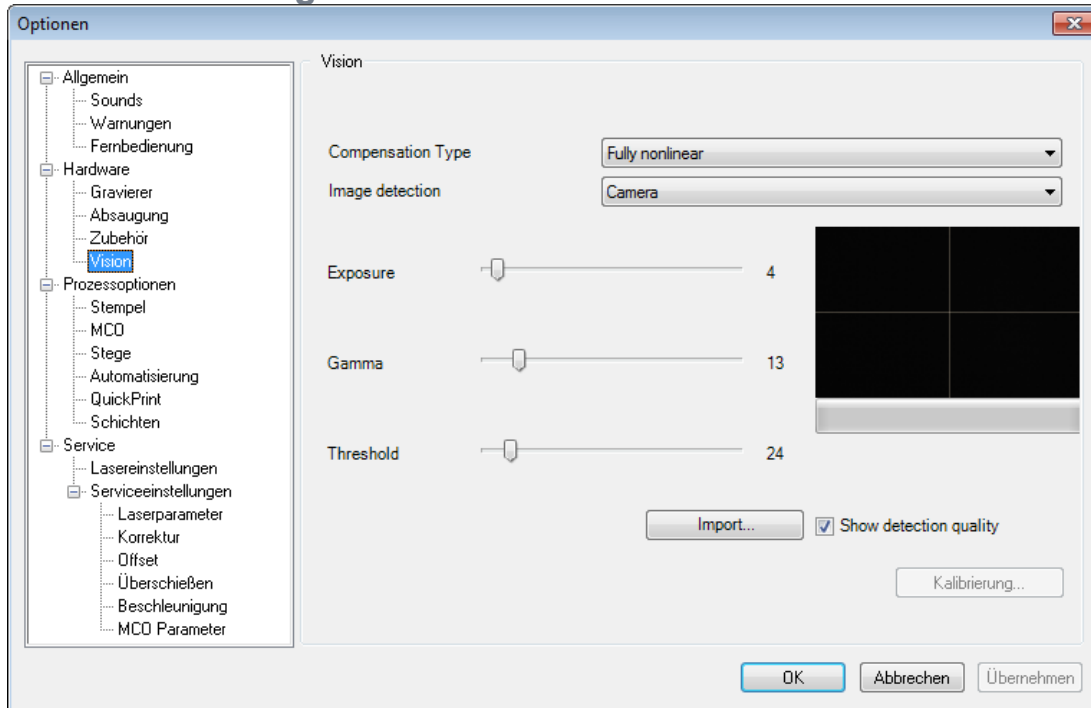 Optionen
Allgemein
Sounds
Warnungen
Fernbedienung
Hardware
Gravierer
Absaugung
Zubehör
Vision
Prozessoptionen
Stempel
MCO
Stege
Automatisierung
QuickPrint
Schichten
Service
Lasereinstellungen
Serviceeinstellungen
Laserparameter
Korrektur
Offset
Überschießen
Beschleunigung
MCO Parameter
Vision
Compensation Type Fully nonlinear
Image detection Camera
Exposure 4
Gamma 13
Threshold 24
Import... Show detection quality
Kalibrierung...
OK Abbrechen Übernehmen